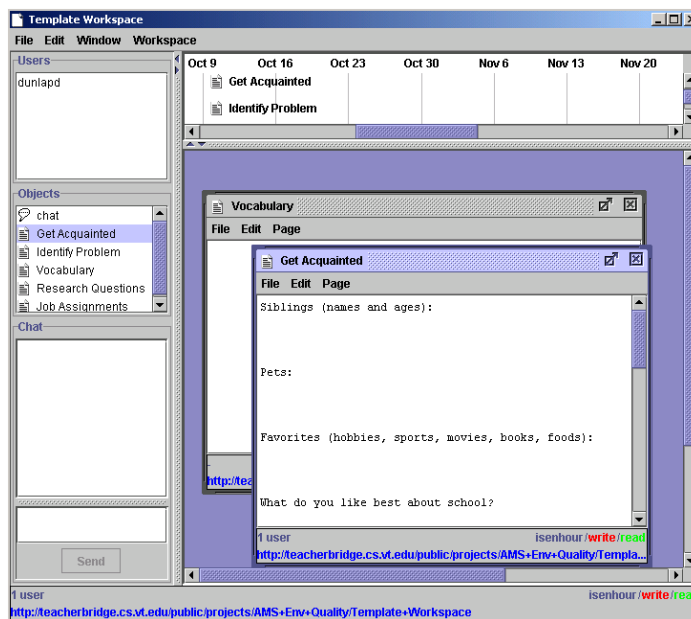 Template Workspace
File Edit Window Workspace
Users
dunlapd
Oct 9 Oct 16 Oct 23 Oct 30 Nov 6 Nov 13 Nov 20
Get Acquainted
Identify Problem
Objects
chat
Get Acquainted
Identify Problem
Vocabulary
Research Questions
Job Assignments
Chat
Send
Vocabulary
File Edit Page
http://tea
Get Acquainted
File Edit Page
Siblings (names and ages):
Pets:
Favorites (hobbies, sports, movies, books, foods):
What do you like best about school?
1 user isenhour/write/read
http://teacherbridge.cs.vt.edu/public/projects/AMS+Env+Quality/Templa...
1 user isenhour/write/rea
http://teacherbridge.cs.vt.edu/public/projects/AMS+Env+Quality/Template+Workspace